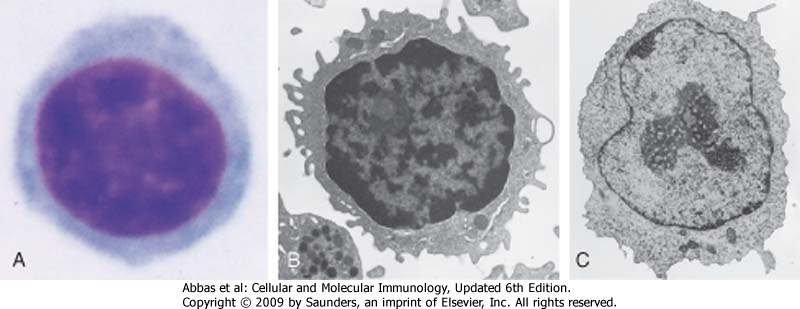 A
B
C
Abbas et al: Cellular and Molecular Immunology, Updated 6th Edition.
Copyright © 2009 by Saunders, an imprint of Elsevier, Inc. All rights reserved.